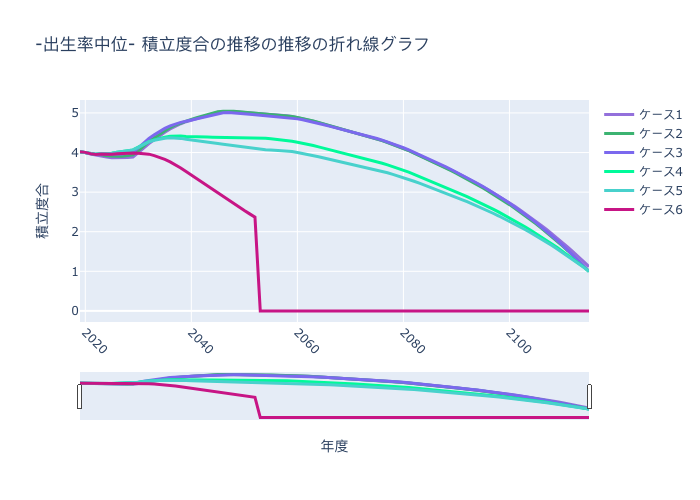 -出生率中位- 積立度合の推移の推移の折れ線グラフ
ケース1
ケース2
ケース3
ケース4
ケース5
ケース6
積立度合
5
4
3
2
1
0
2020
2040
2060
2080
2100
年度